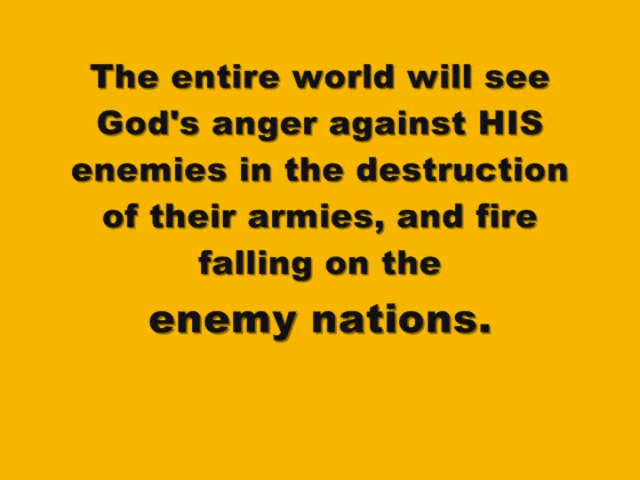 The entire world will see
God's anger against HIS
enemies in the destruction
of their armies, and fire
falling on the
enemy nations.